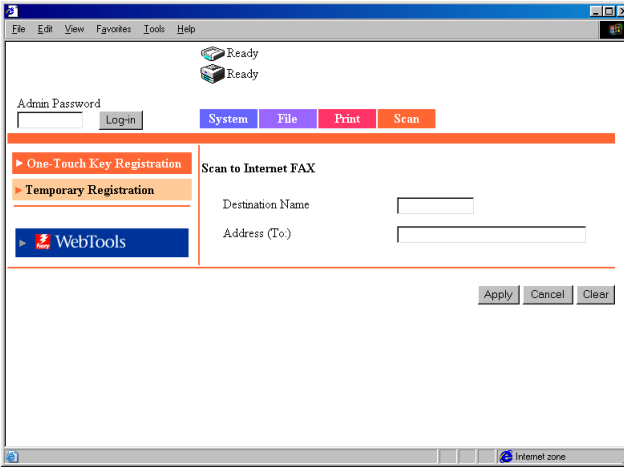 File Edit View Favorites Tools Help
Ready
Ready
Admin Password
Log-in
System File Print Scan
One-Touch Key Registration
Temporary Registration
Scan to Internet FAX
Destination Name
Address (To:)
Fiery WebTools
Apply Cancel Clear
Internet zone